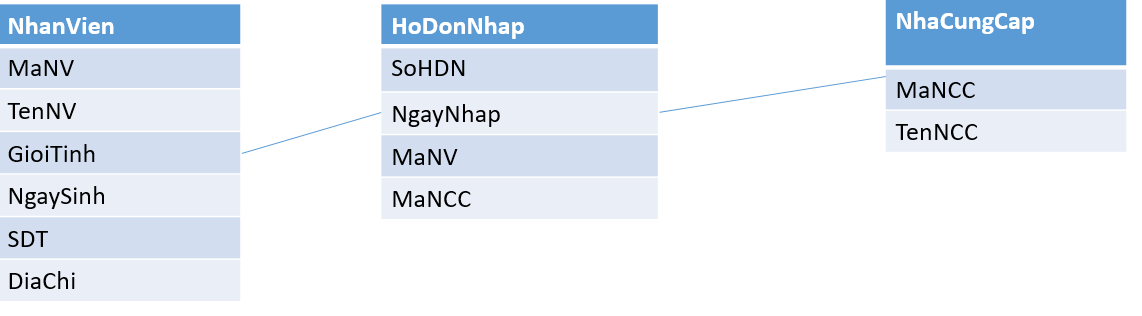 NhanVien
MaNV
TenNV
GioiTinh
NgaySinh
SDT
DiaChi
HoDonNhap
SoHDN
NgayNhap
MaNV
MaNCC
NhaCungCap
MaNCC
TenNCC